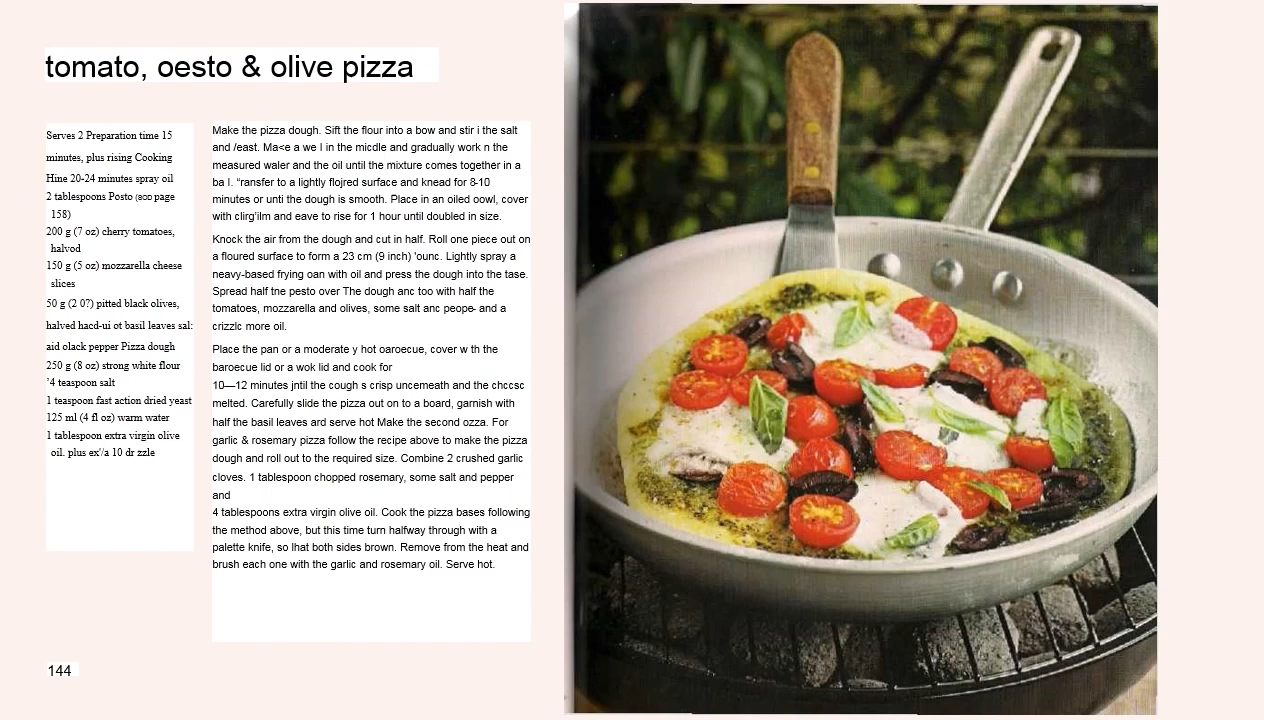 tomato, oesto & olive pizza
Serves 2 Preparation time 15
minutes, plus rising Cooking
Hine 20-24 minutes spray oil
2 tablespoons Posto (SOD page
158)
200 g (7 oz) cherry tomatoes,
halvod
150 g (5 oz) mozzarella cheese
slices
50 g (2 0?) pitted black olives,
halved hacd-ui ot basil leaves sal:
aid olack pepper Pizza dough
250 g (8 oz) strong white flour
'4 teaspoon salt
1 teaspoon fast action dried yeast
125 ml (4 fl oz) warm water
1 tablespoon extra virgin olive
oil. plus ex'/a 10 dr zzle
Make the pizza dough. Sift the flour into a bow and stir i the salt
and /east. Ma<e a we I in the micdle and gradually work n the
measured waler and the oil until the mixture comes together in a
ba I. “ransfer to a lightly flojred surface and knead for 8-10
minutes or unti the dough is smooth. Place in an oiled oowl, cover
with clirg'ilm and eave to rise for 1 hour until doubled in size.
Knock the air from the dough and cut in half. Roll one piece out on
a floured surface to form a 23 cm (9 inch) 'ounc. Lightly spray a
neavy-based frying oan with oil and press the dough into the tase.
Spread half tne pesto over The dough anc too with half the
tomatoes, mozzarella and olives, some salt anc peope- and a
crizzlc more oil.
Place the pan or a moderate y hot oaroecue, cover w th the
baroecue lid or a wok lid and cook for
10—12 minutes jntil the cough s crisp uncemeath and the chccsc
melted. Carefully slide the pizza out on to a board, garnish with
half the basil leaves ard serve hot Make the second ozza. For
garlic & rosemary pizza follow the recipe above to make the pizza
dough and roll out to the required size. Combine 2 crushed garlic
cloves. 1 tablespoon chopped rosemary, some salt and pepper
and
4 tablespoons extra virgin olive oil. Cook the pizza bases following
the method above, but this time turn halfway through with a
palette knife, so lhat both sides brown. Remove from the heat and
brush each one with the garlic and rosemary oil. Serve hot.
144